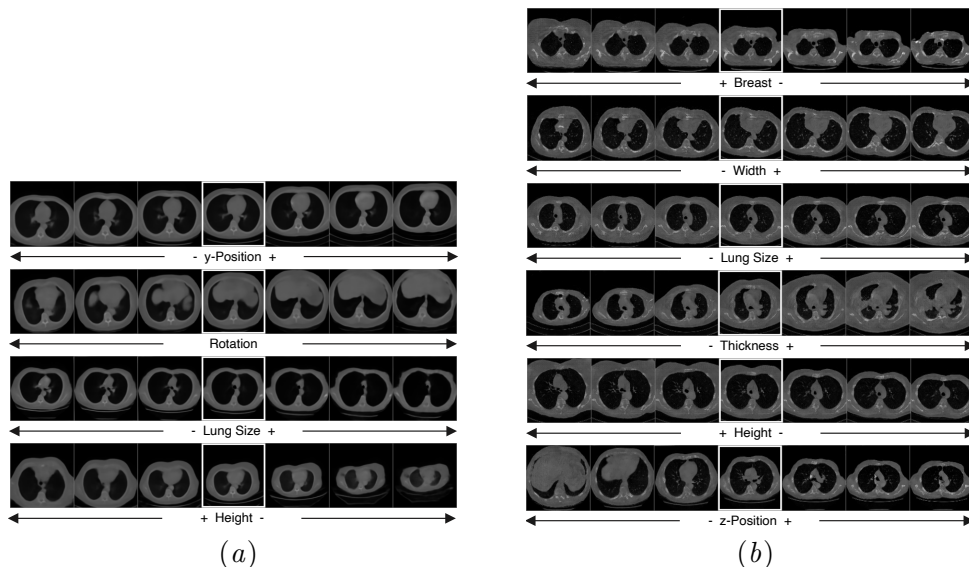 - y-Position +
Rotation
- Lung Size +
+ Height -
(a)
+ Breast -
- Width +
- Lung Size +
- Thickness +
+ Height -
- z-Position +
(b)